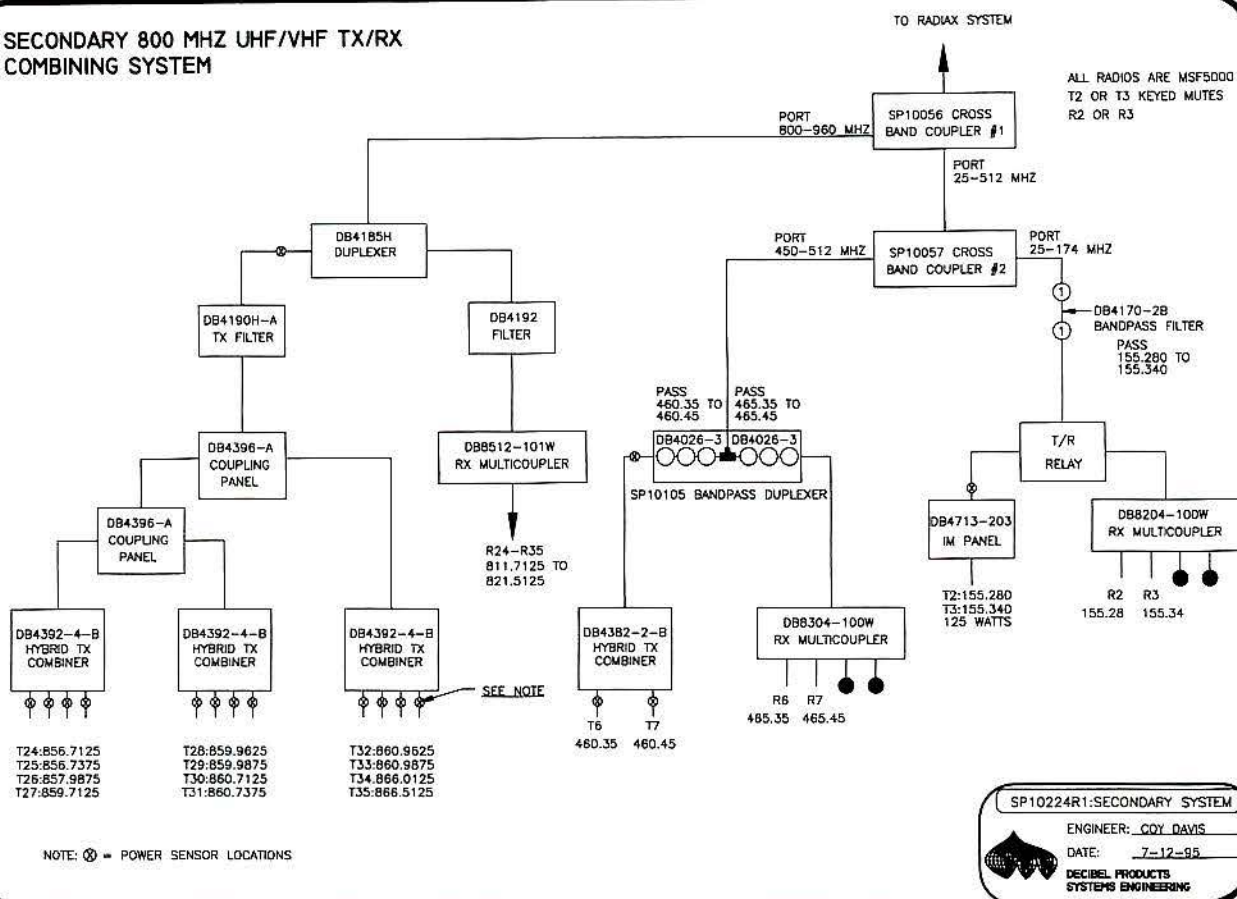 SECONDARY 800 MHZ UHF/VHF TX/RX
COMBINING SYSTEM
TO RADIAX SYSTEM
ALL RADIOS ARE MSF5000
T2 OR T3 KEYED MUTES
R2 OR R3
PORT
800-960 MHZ
SP10056 CROSS
BAND COUPLER #1
PORT
25-512 MHZ
DB4185H
DUPLEXER
PORT
450-512 MHZ
SP10057 CROSS
BAND COUPLER #2
PORT
25-174 MHZ
1
DB4170-2B
BANDPASS FILTER
1
PASS
155.280 TO
155.340
DB4190H-A
TX FILTER
DB4192
FILTER
PASS
460.35 TO
460.45
PASS
465.35 TO
465.45
DB4396-A
COUPLING
PANEL
DB8512-101W
RX MULTICOUPLER
DB4026-3 DB4026-3
SP10105 BANDPASS DUPLEXER
T/R
RELAY
DB4396-A
COUPLING
PANEL
R24-R35
811.7125 TO
821.5125
DB4713-203
IM PANEL
DB8204-100W
RX MULTICOUPLER
T2:155.280
T3:155.340
125 WATTS
R2 R3
155.28 155.34
DB4392-4-B
HYBRID TX
COMBINER
DB4392-4-B
HYBRID TX
COMBINER
DB4392-4-B
HYBRID TX
COMBINER
SEE NOTE
DB4382-2-B
HYBRID TX
COMBINER
DB8304-100W
RX MULTICOUPLER
T6 T7
460.35 460.45
R6 R7
465.35 465.45
T24:856.7125
T25:856.7375
T26:857.9875
T27:859.7125
T28:859.9625
T29:859.9875
T30:860.7125
T31:860.7375
T32:860.9625
T33:860.9875
T34.866.0125
T35:866.5125
NOTE: ⊗ = POWER SENSOR LOCATIONS
SP10224R1:SECONDARY SYSTEM
ENGINEER: COY DAVIS
DATE: 7-12-95
DECIBEL PRODUCTS
SYSTEMS ENGINEERING